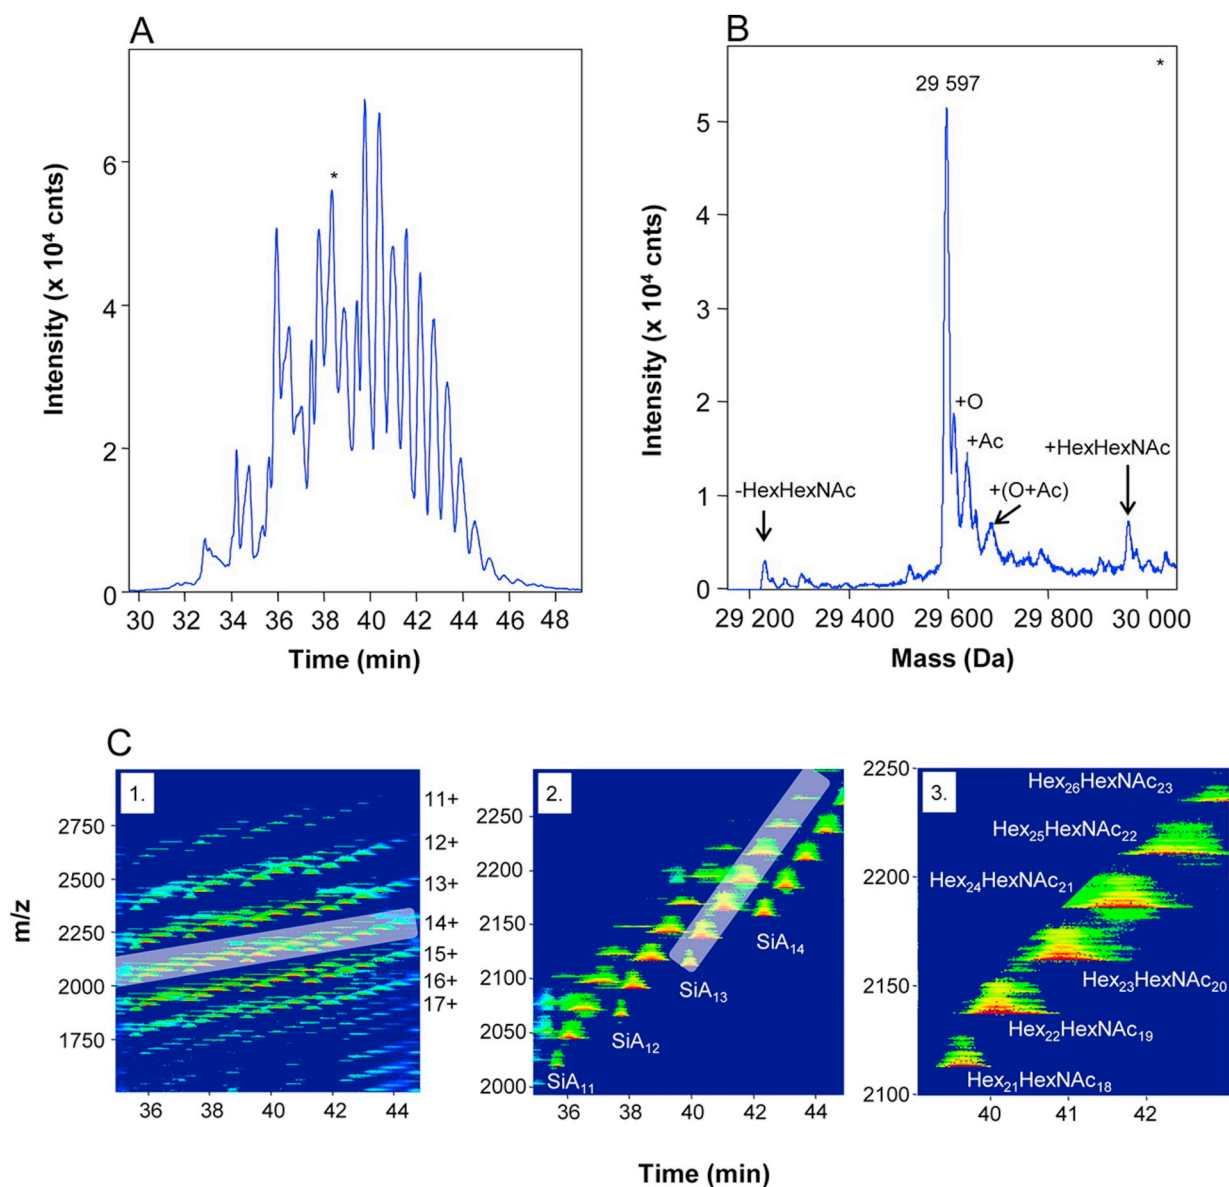 A
Intensity (x 10⁴ cnts)
6
4
2
0
*
30 32 34 36 38 40 42 44 46 48
Time (min)
B
Intensity (x 10⁴ cnts)
5
4
3
2
1
0
*
29 597
+O
+Ac
+(O+Ac)
+HexHexNAc
-HexHexNAc
29 200 29 400 29 600 29 800 30 000
Mass (Da)
C
m/z
1.
2750
2500
2250
2000
1750
11+
12+
13+
14+
15+
16+
17+
36 38 40 42 44
2.
2250
2200
2150
2100
2050
2000
SiA₁₄
SiA₁₃
SiA₁₂
SiA₁₁
36 38 40 42 44
3.
2250
2200
2150
2100
Hex₂₆HexNAc₂₃
Hex₂₅HexNAc₂₂
Hex₂₄HexNAc₂₁
Hex₂₃HexNAc₂₀
Hex₂₂HexNAc₁₉
Hex₂₁HexNAc₁₈
40 41 42
Time (min)